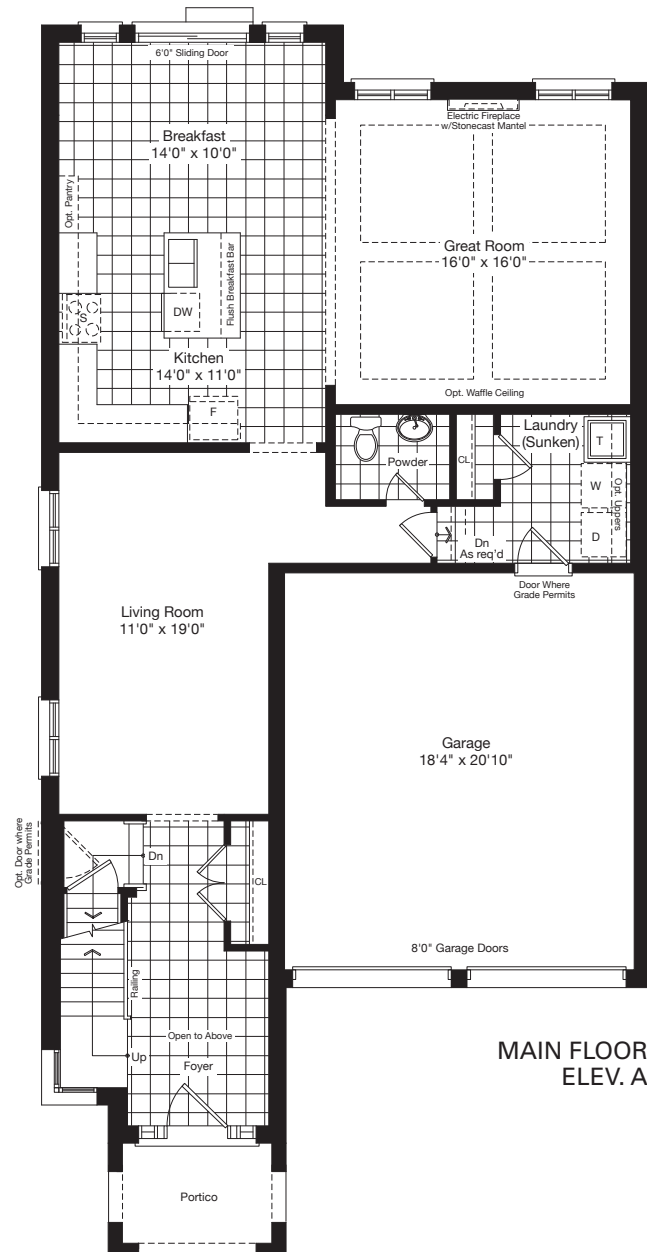 6'0" Sliding Door
Breakfast
14'0" x 10'0"
Electric Fireplace
w/Stonecast Mantel
Opt. Pantry
Great Room
16'0" x 16'0"
Flush Breakfast Bar
DW
S
Kitchen
14'0" x 11'0"
F
Opt. Waffle Ceiling
Laundry
(Sunken)
T
Powder
CL
W
Opt. Uppers
D
Dn
As req'd
Door Where
Grade Permits
Living Room
11'0" x 19'0"
Garage
18'4" x 20'10"
Opt. Door where
Grade Permits
Dn
CL
8'0" Garage Doors
Railing
Open to Above
Up
Foyer
MAIN FLOOR
ELEV. A
Portico